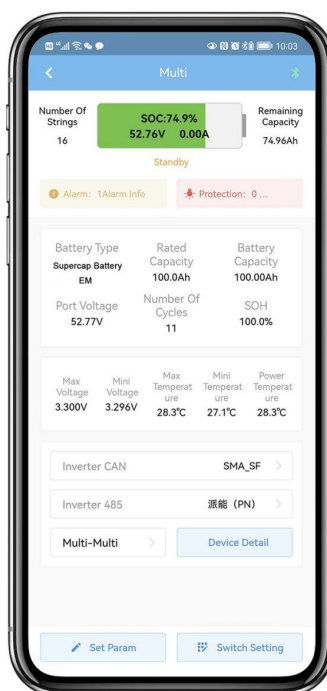 10:03
Multi
Number Of
Strings
16
SOC:74.9%
52.76V 0.00A
Remaining
Capacity
74.96Ah
Standby
Alarm: 1Alarm Info
Protection: 0 ...
Battery Type
Supercap Battery
EM
Rated
Capacity
100.0Ah
Battery
Capacity
100.00Ah
Port Voltage
52.77V
Number Of
Cycles
11
SOH
100.0%
Max
Voltage
3.300V
Mini
Voltage
3.296V
Max
Temperat
ure
28.3℃
Mini
Temperat
ure
27.1℃
Power
Temperat
ure
28.3℃
Inverter CAN
SMA_SF
Inverter 485
派能（PN）
Multi-Multi
Device Detail
Set Param
Switch Setting